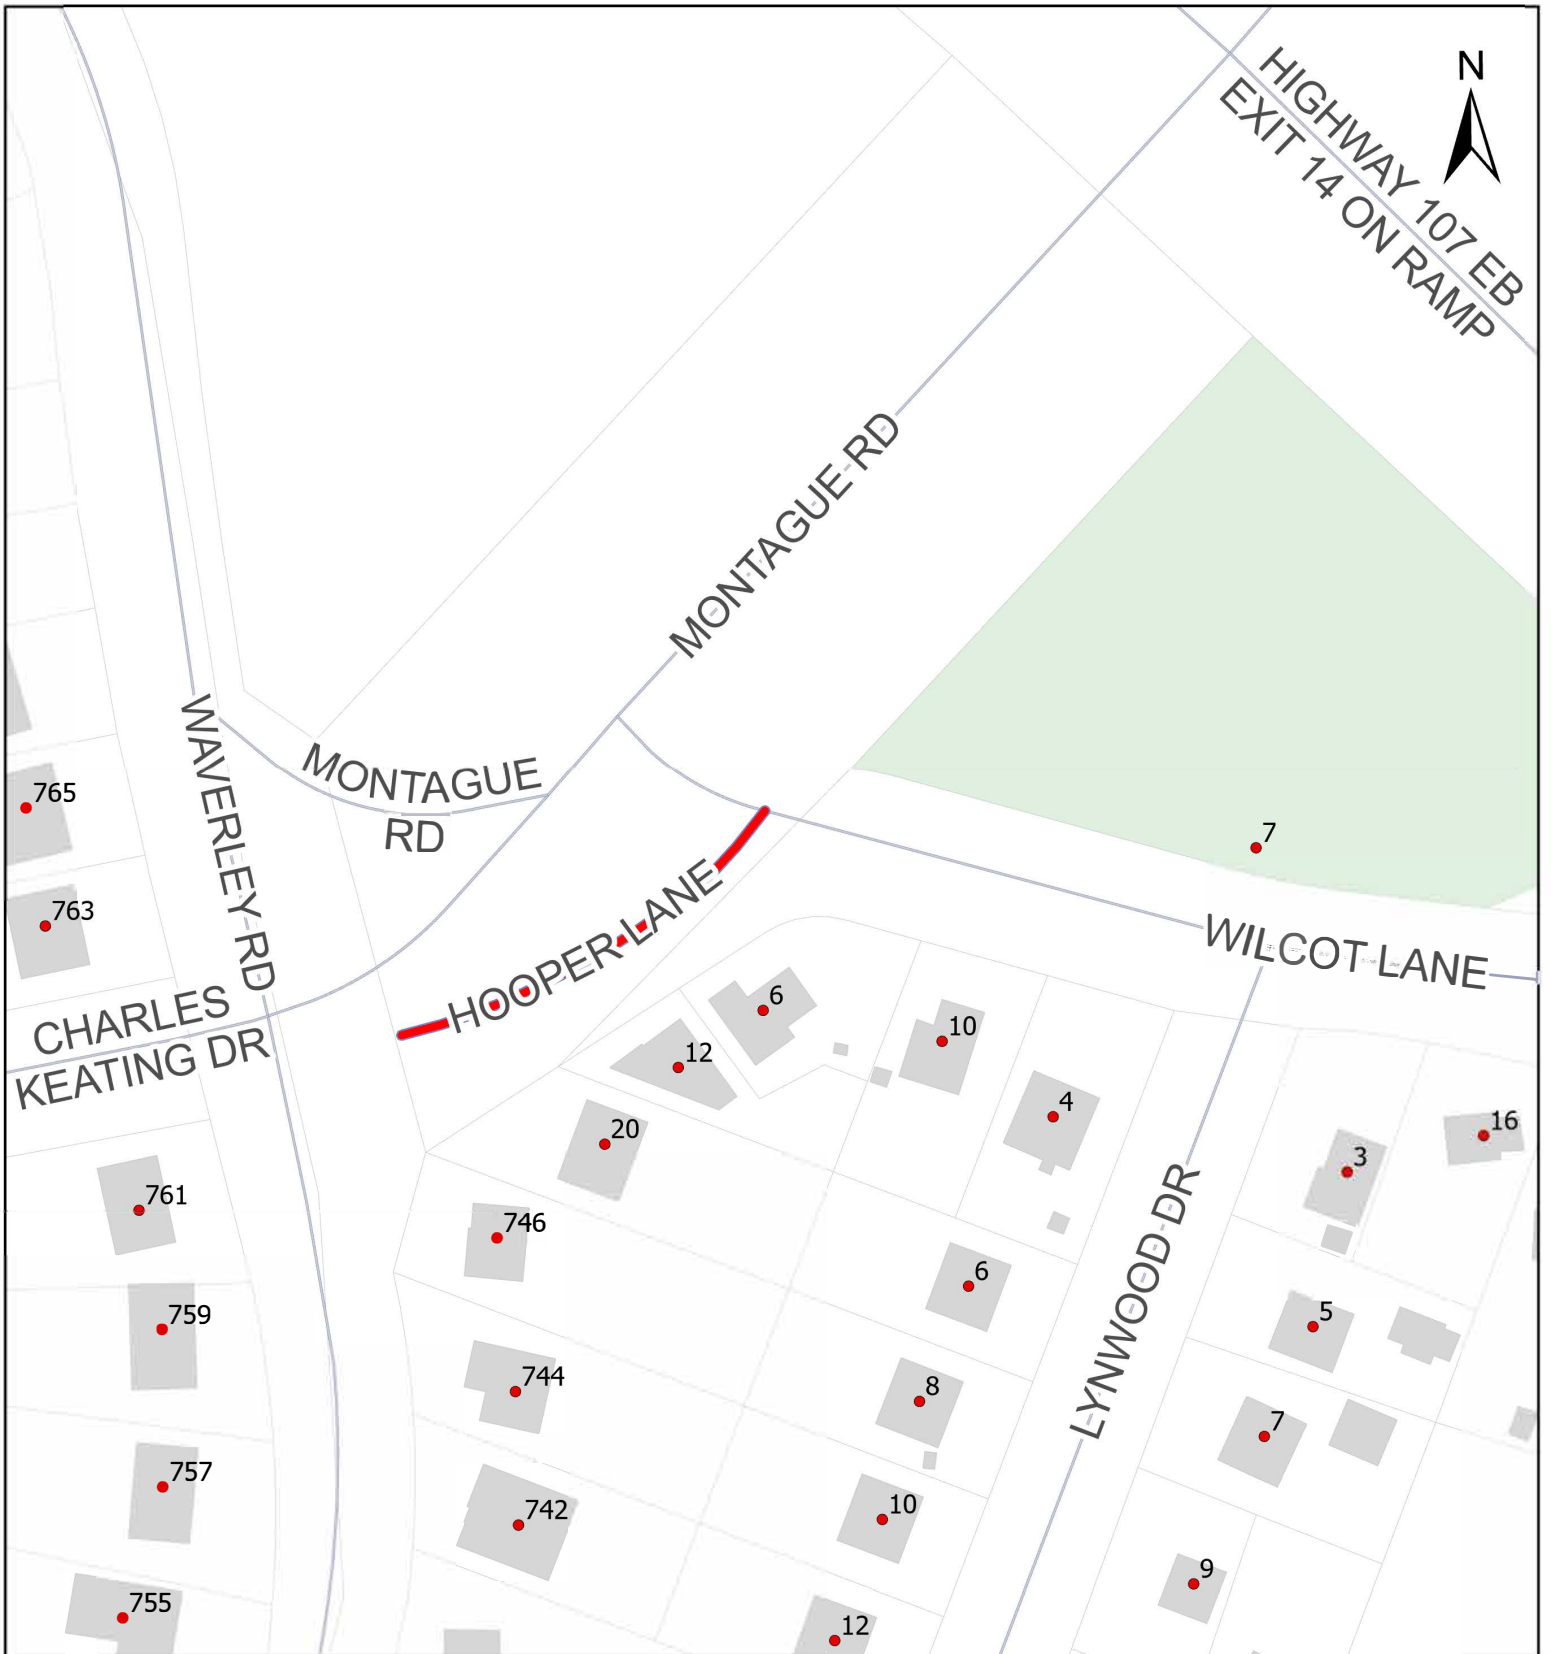 N
HIGHWAY 107 EB
EXIT 14 ON RAMP
MONTAGUE RD
WAVERLEY RD
MONTAGUE
RD
765
7
HOOPER LANE
763
WILCOT LANE
CHARLES
KEATING DR
6
10
12
4
20
16
3
761
LYNWOOD DR
746
6
5
759
744
8
7
757
742
10
9
755
12